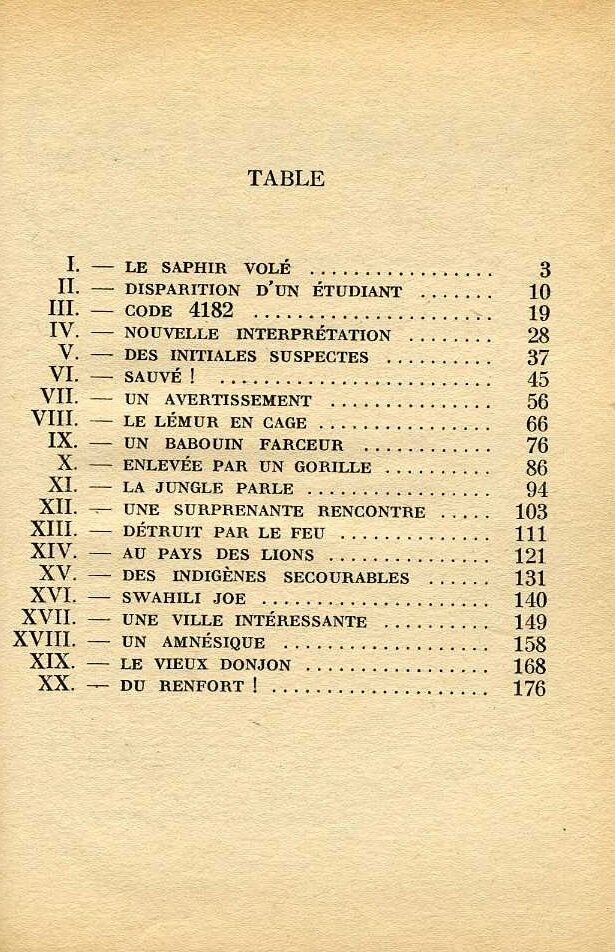 TABLE
I. — LE SAPHIR VOLÉ .................. 3
II. — DISPARITION D'UN ÉTUDIANT ....... 10
III. — CODE 4182 ....................... 19
IV. — NOUVELLE INTERPRÉTATION ........ 28
V. — DES INITIALES SUSPECTES .......... 37
VI. — SAUVÉ ! .......................... 45
VII. — UN AVERTISSEMENT ................ 56
VIII. — LE LÉMUR EN CAGE ................. 66
IX. — UN BABOUIN FARCEUR ............ 76
X. — ENLEVÉE PAR UN GORILLE .......... 86
XI. — LA JUNGLE PARLE .................. 94
XII. — UNE SURPRENANTE RENCONTRE ..... 103
XIII. — DÉTRUIT PAR LE FEU .............. 111
XIV. — AU PAYS DES LIONS ................ 121
XV. — DES INDIGÈNES SECOURABLES ...... 131
XVI. — SWAHILI JOE ....................... 140
XVII. — UNE VILLE INTÉRESSANTE ......... 149
XVIII. — UN AMNÉSIQUE ..................... 158
XIX. — LE VIEUX DONJON .................. 168
XX. — DU RENFORT ! ..................... 176